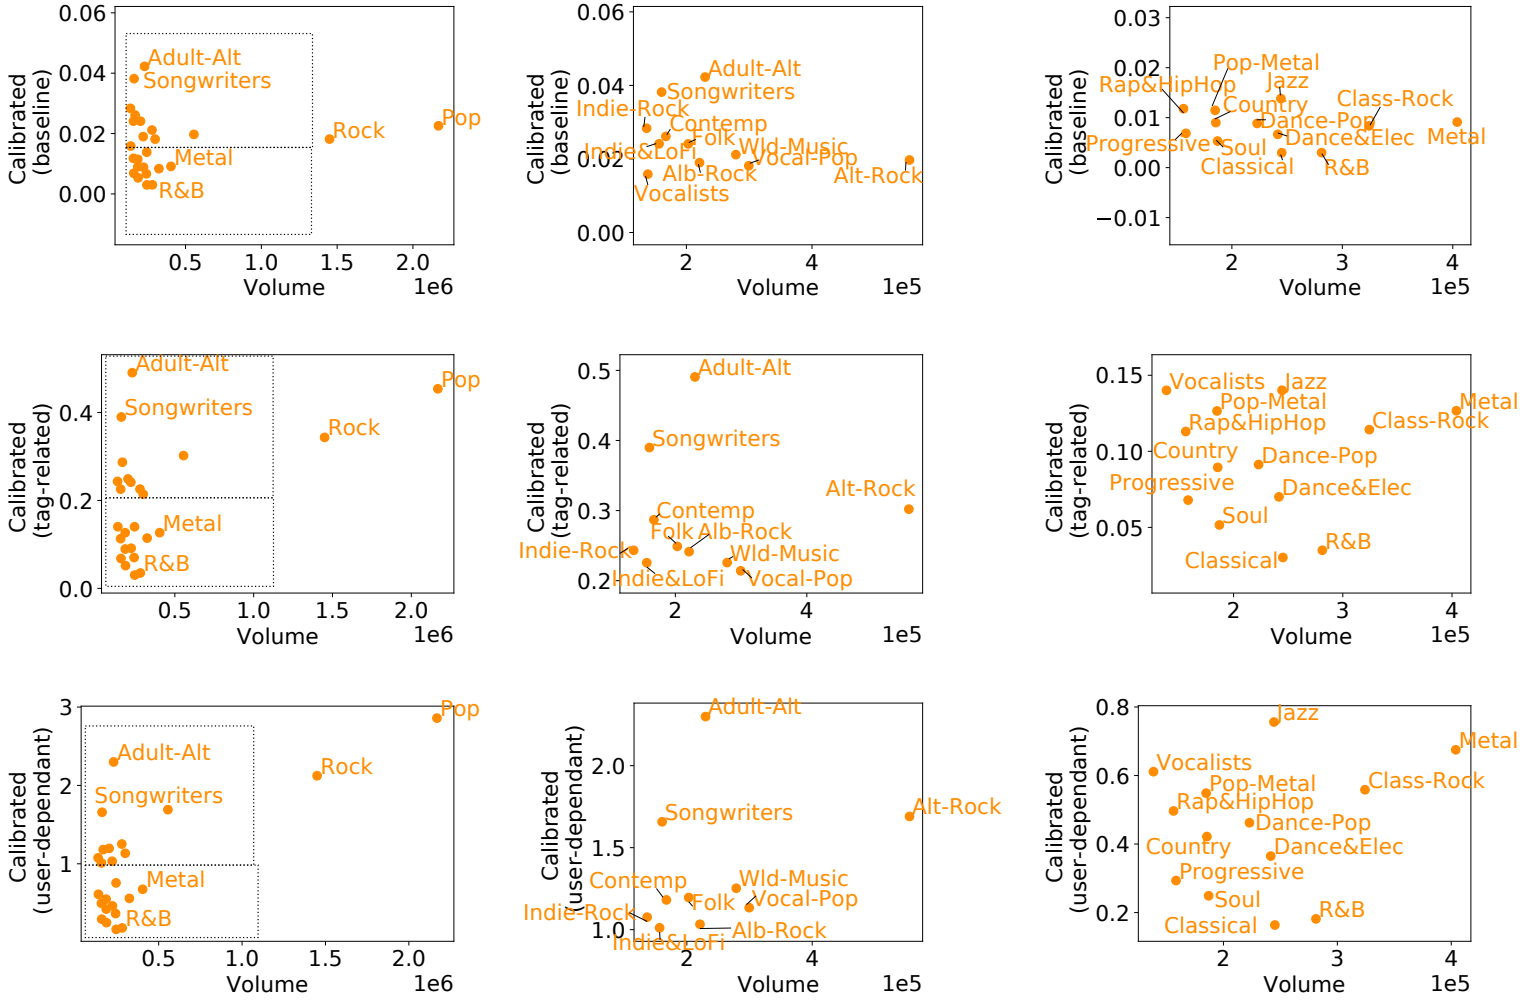 0.06
0.04
0.02
0.00
Calibrated
(baseline)
Adult-Alt
Songwriters
Pop
Rock
Metal
R&B
0.5
1.0
1.5
2.0
Volume
1e6
0.06
0.04
0.02
0.00
Calibrated
(baseline)
Adult-Alt
Songwriters
Indie-Rock
Contemp
Folk
Indie&LoFi
Wld-Music
Vocal-Pop
Alb-Rock
Alt-Rock
Vocalists
2
4
Volume
1e5
0.03
0.02
0.01
0.00
−0.01
Calibrated
(baseline)
Pop-Metal
Rap&HipHop
Jazz
Country
Class-Rock
Dance-Pop
Progressive
Soul
Dance&Elec
Metal
Classical
R&B
2
3
4
Volume
1e5
0.4
0.2
0.0
Calibrated
(tag-related)
Adult-Alt
Songwriters
Pop
Rock
Metal
R&B
0.5
1.0
1.5
2.0
Volume
1e6
0.5
0.4
0.3
0.2
Calibrated
(tag-related)
Adult-Alt
Songwriters
Alt-Rock
Contemp
Folk
Alb-Rock
Indie-Rock
Wld-Music
Indie&LoFi
Vocal-Pop
2
4
Volume
1e5
0.15
0.10
0.05
Calibrated
(tag-related)
Vocalists
Jazz
Pop-Metal
Metal
Rap&HipHop
Class-Rock
Country
Dance-Pop
Progressive
Dance&Elec
Soul
R&B
Classical
2
3
4
Volume
1e5
3
2
1
Calibrated
(user-dependant)
Pop
Adult-Alt
Rock
Songwriters
Metal
R&B
0.5
1.0
1.5
2.0
Volume
1e6
2.0
1.5
1.0
Calibrated
(user-dependant)
Adult-Alt
Songwriters
Alt-Rock
Contemp
Wld-Music
Folk
Vocal-Pop
Indie-Rock
Alb-Rock
Indie&LoFi
2
4
Volume
1e5
0.8
0.6
0.4
0.2
Calibrated
(user-dependant)
Jazz
Metal
Vocalists
Pop-Metal
Class-Rock
Rap&HipHop
Dance-Pop
Country
Dance&Elec
Progressive
Soul
R&B
Classical
2
3
4
Volume
1e5